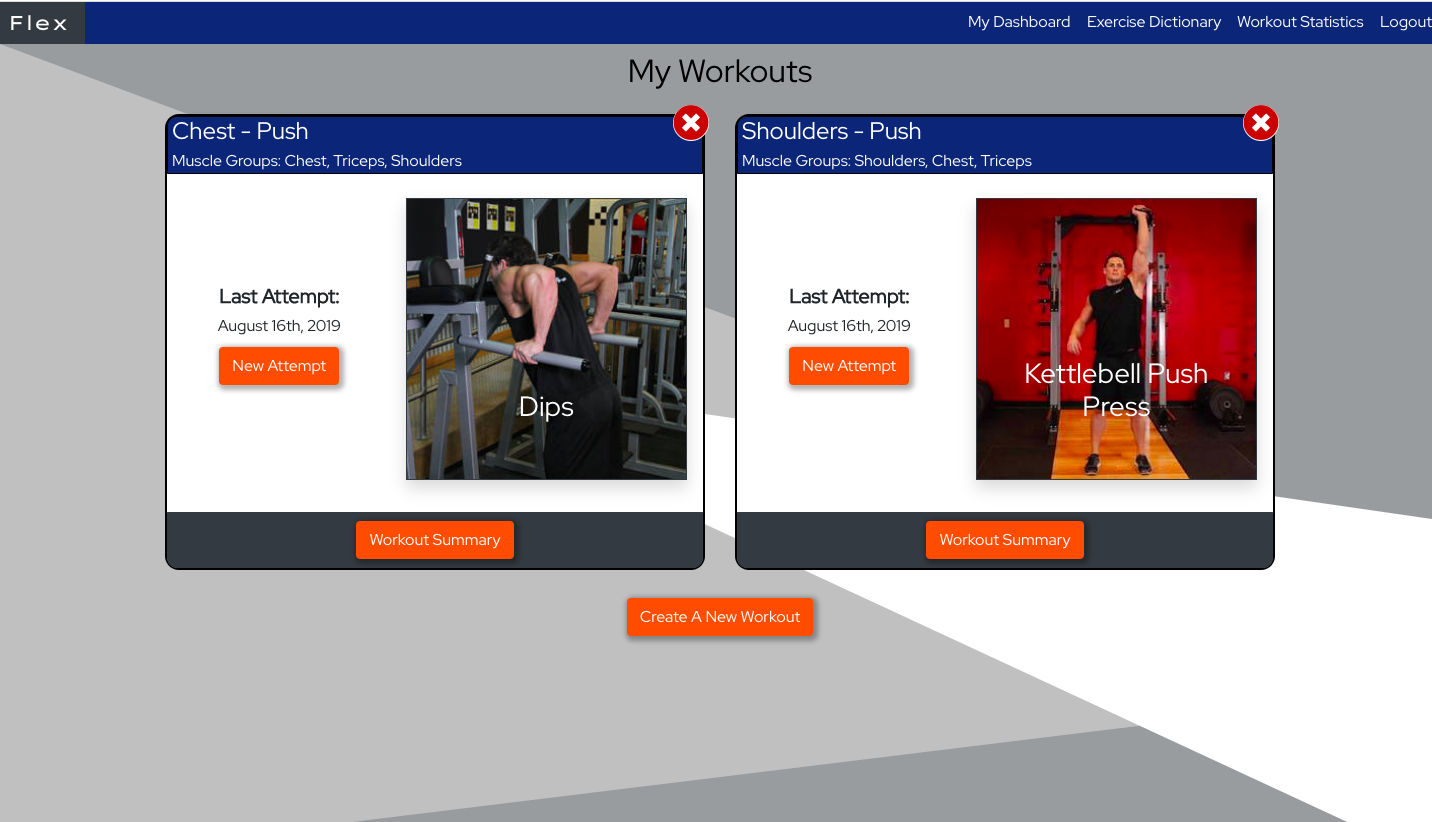 Flex
My Dashboard
Exercise Dictionary
Workout Statistics
Logout
My Workouts
Chest - Push
Muscle Groups: Chest, Triceps, Shoulders
Last Attempt:
August 16th, 2019
New Attempt
Dips
Workout Summary
Shoulders - Push
Muscle Groups: Shoulders, Chest, Triceps
Last Attempt:
August 16th, 2019
New Attempt
Kettlebell Push
Press
Workout Summary
Create A New Workout